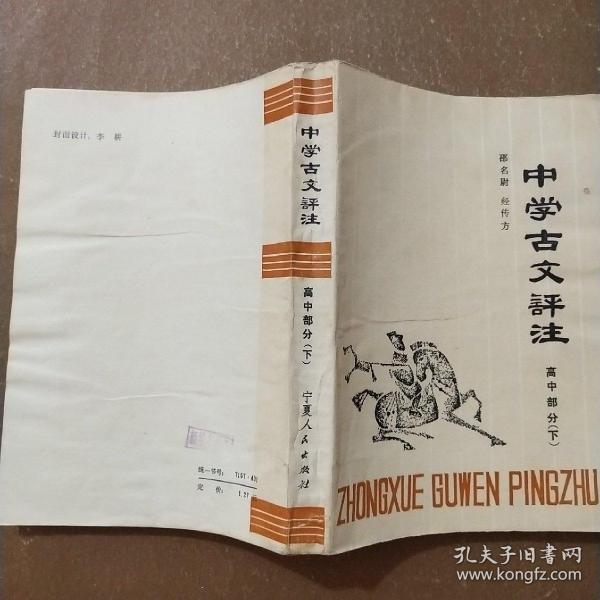 封面设计：李耕
统一书号：
定价：1.27
中学古文評注
高中部分（下）
宁夏人民出版社
邵名尉 经传方
中学古文評注
高中部分（下）
ZHONGXUE GUWEN PINGZHU
孔夫子旧书网
www.kongfz.com